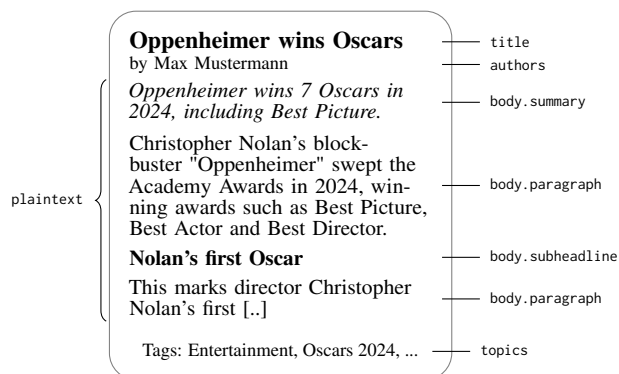 Oppenheimer wins Oscars
title
by Max Mustermann
authors
Oppenheimer wins 7 Oscars in
2024, including Best Picture.
body.summary
Christopher Nolan's block-
buster "Oppenheimer" swept the
Academy Awards in 2024, win-
ning awards such as Best Picture,
Best Actor and Best Director.
body.paragraph
plaintext
Nolan's first Oscar
body.subheadline
This marks director Christopher
Nolan's first [..]
body.paragraph
Tags: Entertainment, Oscars 2024, ...
topics